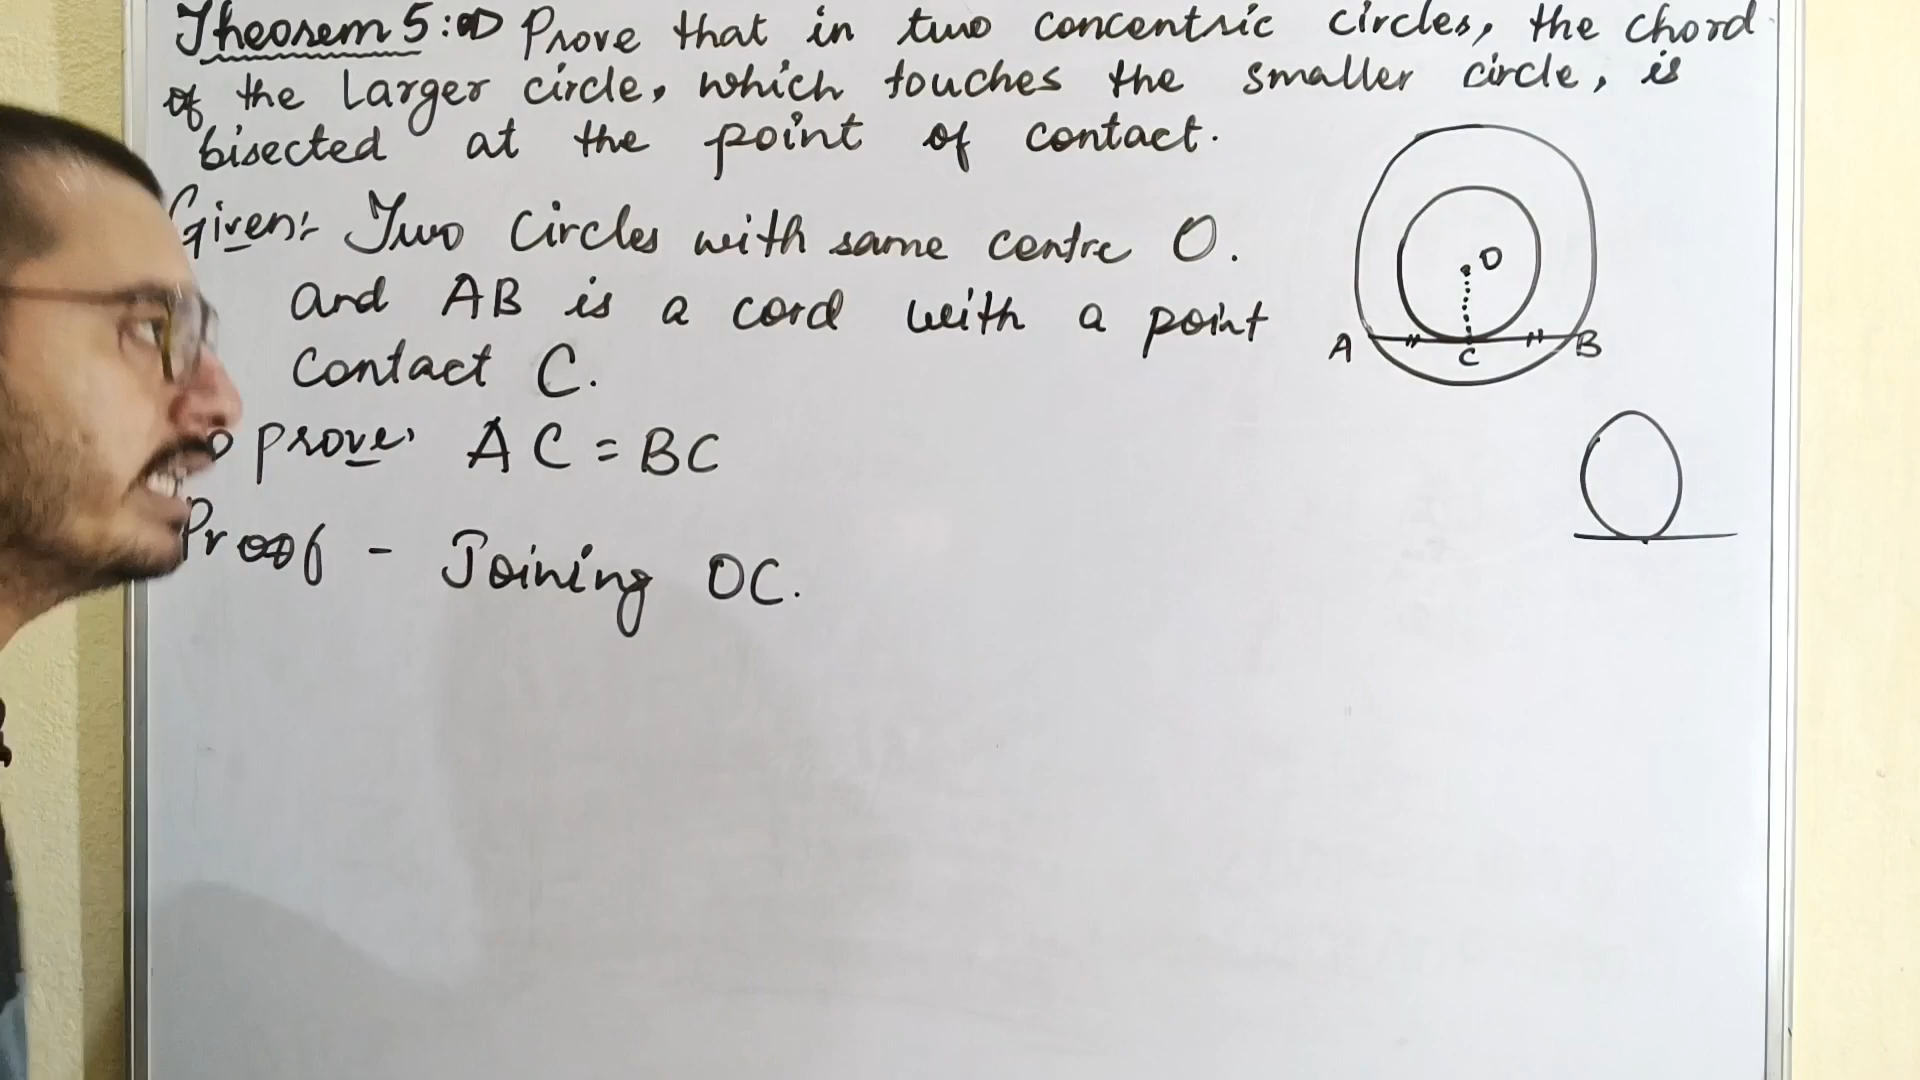 Theorem 5:⇒ Prove that in two concentric circles, the chord
of the Larger circle, which touches the smaller circle, is
bisected at the point of contact.
Given:- Two Circles with same centre O.
and AB is a cord with a point
Contact C.
o prove, AC = BC
Proof - Joining OC.
O
A C B